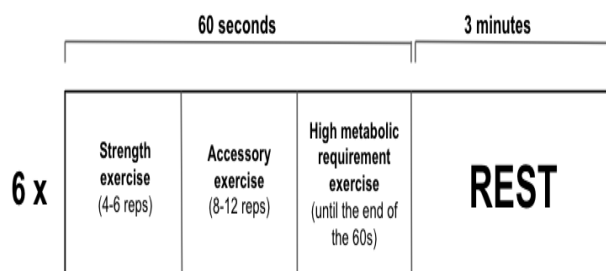 60 seconds
3 minutes
6 x
Strength
exercise
(4-6 reps)
Accessory
exercise
(8-12 reps)
High metabolic
requirement
exercise
(until the end of
the 60s)
REST